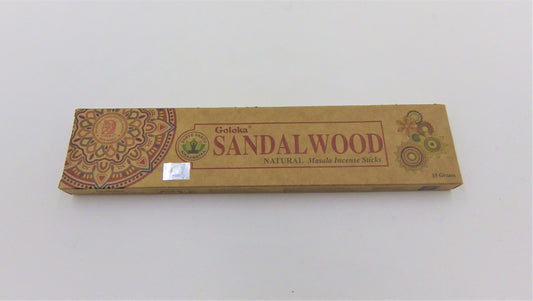 Goloka
SANDALWOOD
NATURAL Masala Incense Sticks
15 Grams